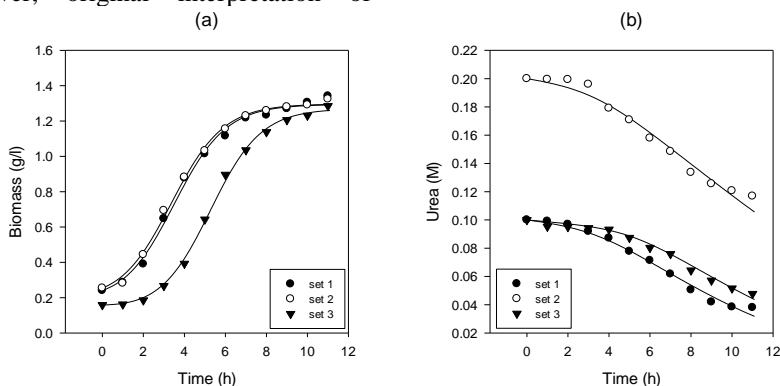 original interpretation of
(a)
1.6
1.4
1.2
1.0
0.8
0.6
0.4
0.2
0.0
Biomass (g/l)
set 1
set 2
set 3
0 2 4 6 8 10 12
Time (h)
(b)
0.22
0.20
0.18
0.16
0.14
0.12
0.10
0.08
0.06
0.04
0.02
Urea (M)
set 1
set 2
set 3
0 2 4 6 8 10 12
Time (h)